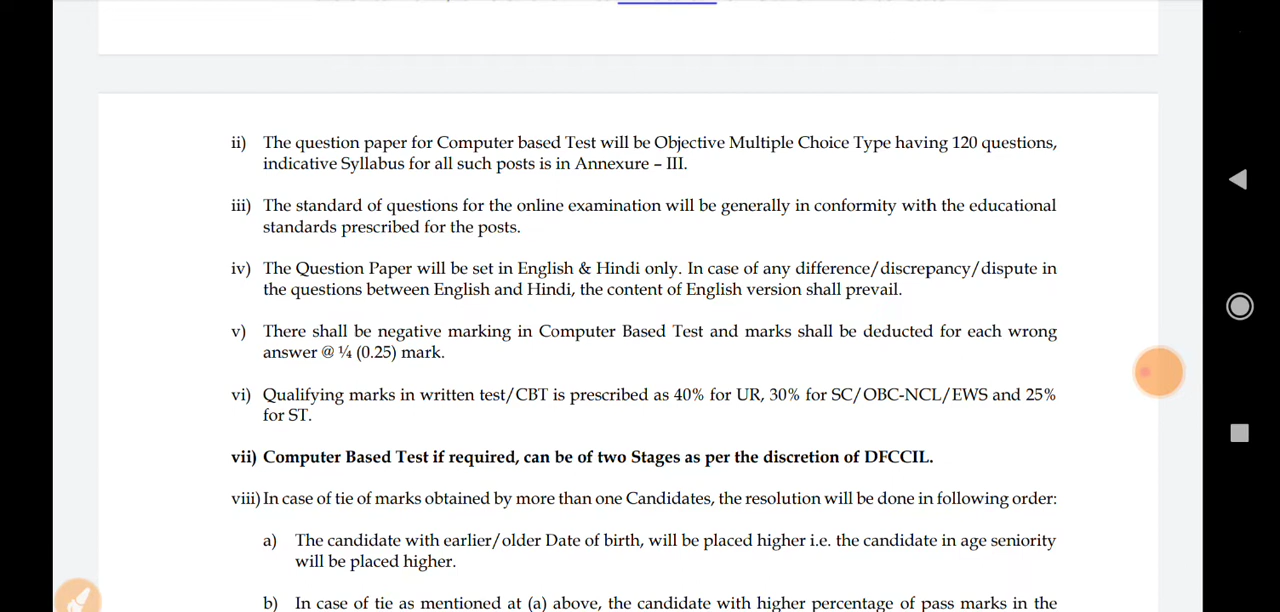 ii) The question paper for Computer based Test will be Objective Multiple Choice Type having 120 questions,
indicative Syllabus for all such posts is in Annexure – III.
iii) The standard of questions for the online examination will be generally in conformity with the educational
standards prescribed for the posts.
iv) The Question Paper will be set in English & Hindi only. In case of any difference/discrepancy/dispute in
the questions between English and Hindi, the content of English version shall prevail.
v) There shall be negative marking in Computer Based Test and marks shall be deducted for each wrong
answer @ ¼ (0.25) mark.
vi) Qualifying marks in written test/CBT is prescribed as 40% for UR, 30% for SC/OBC-NCL/EWS and 25%
for ST.
vii) Computer Based Test if required, can be of two Stages as per the discretion of DFCCIL.
viii) In case of tie of marks obtained by more than one Candidates, the resolution will be done in following order:
a) The candidate with earlier/older Date of birth, will be placed higher i.e. the candidate in age seniority
will be placed higher.
b) In case of tie as mentioned at (a) above, the candidate with higher percentage of pass marks in the